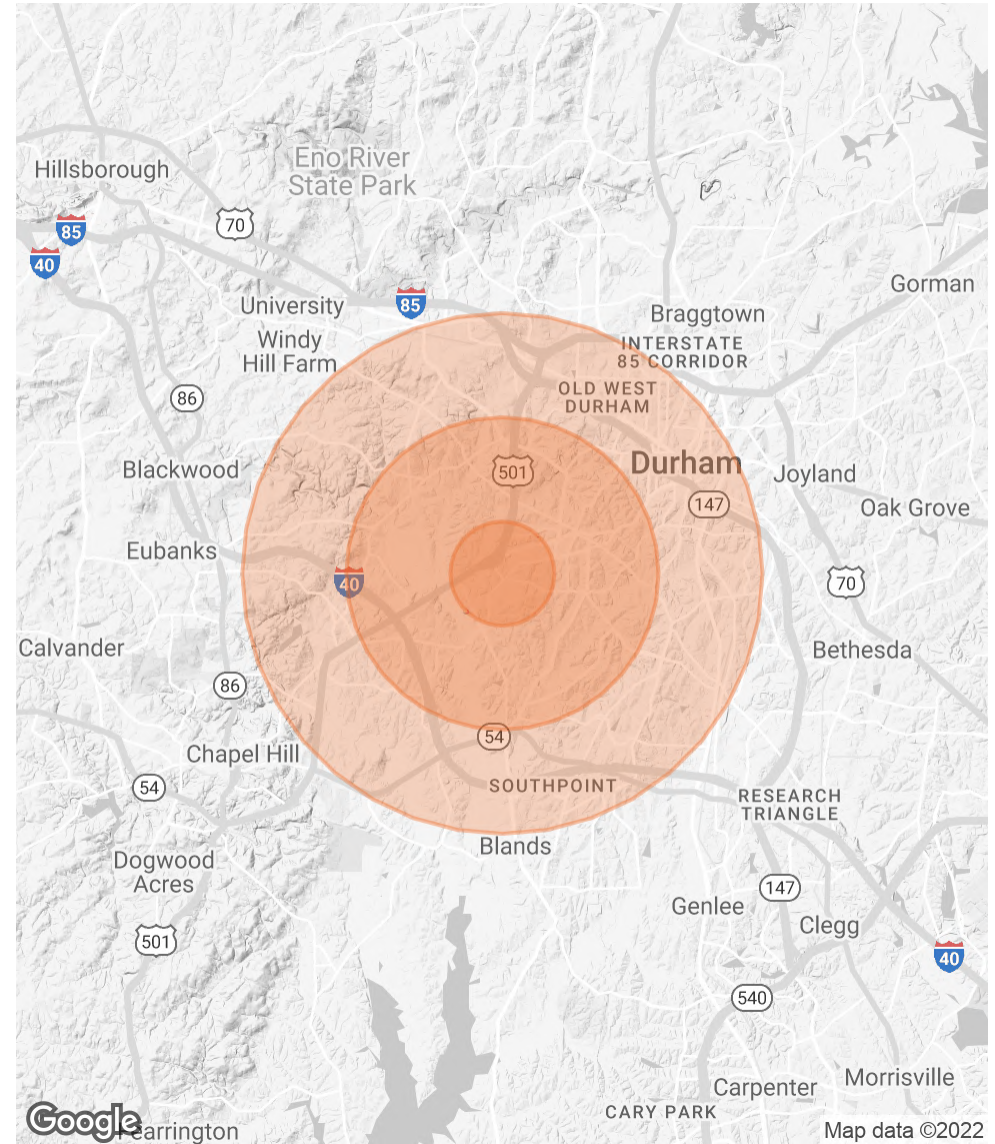 Eno River
State Park
Hillsborough
70
85
40
Gorman
University
85
Braggtown
Windy
Hill Farm
INTERSTATE
85 CORRIDOR
OLD WEST
DURHAM
86
Blackwood
501
Durham
Joyland
147
Oak Grove
Eubanks
40
70
Calvander
Bethesda
86
54
Chapel Hill
54
SOUTHPOINT
RESEARCH
TRIANGLE
Blands
Dogwood
Acres
147
Genlee
Clegg
501
40
540
Carpenter
Morrisville
CARY PARK
Google
Fearrington
Map data ©2022